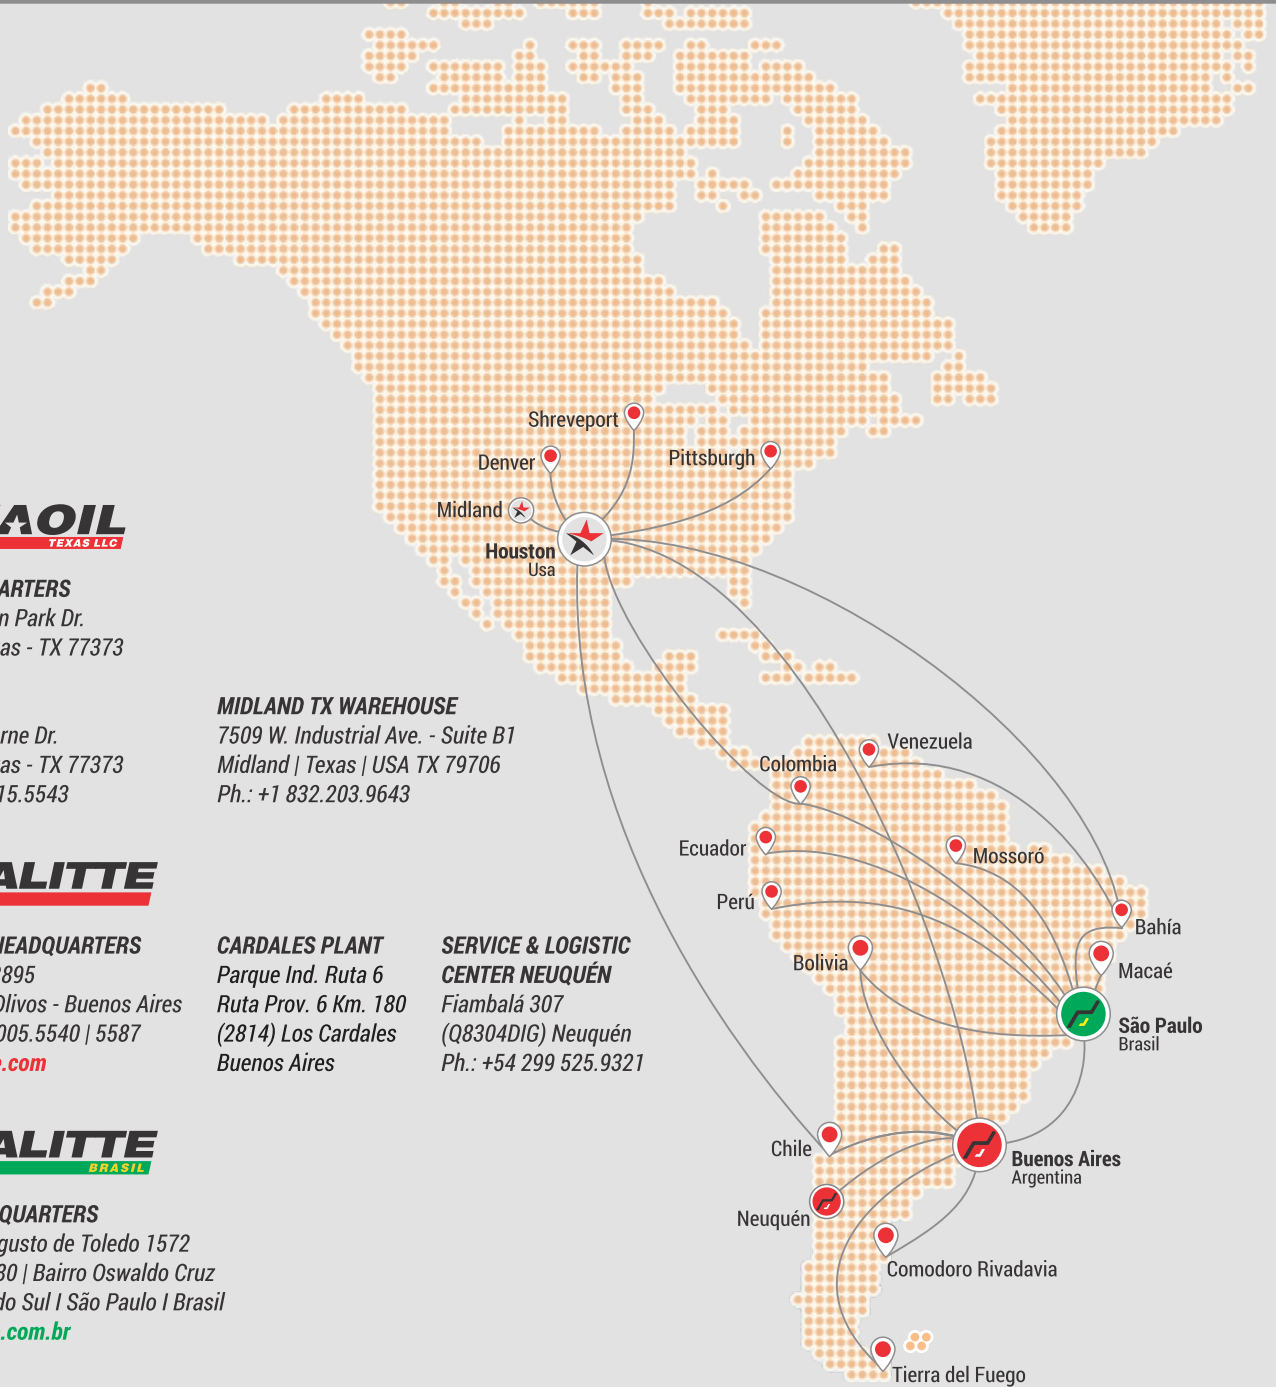 Shreveport
Denver
Pittsburgh
Midland
Houston
Usa
AOIL
TEXAS LLC
ARTERS
n Park Dr.
as - TX 77373
rne Dr.
as - TX 77373
15.5543
MIDLAND TX WAREHOUSE
7509 W. Industrial Ave. - Suite B1
Midland | Texas | USA TX 79706
Ph.: +1 832.203.9643
Venezuela
Colombia
Ecuador
Mossoró
Perú
Bahía
Bolivia
Macaé
São Paulo
Brasil
ALITTE
HEADQUARTERS
3895
Olivos - Buenos Aires
005.5540 | 5587
e.com
CARDALES PLANT
Parque Ind. Ruta 6
Ruta Prov. 6 Km. 180
(2814) Los Cardales
Buenos Aires
SERVICE & LOGISTIC
CENTER NEUQUÉN
Fiambalá 307
(Q8304DIG) Neuquén
Ph.: +54 299 525.9321
Chile
Buenos Aires
Argentina
Neuquén
Comodoro Rivadavia
Tierra del Fuego
ALITTE
BRASIL
QUARTERS
gusto de Toledo 1572
30 | Bairro Oswaldo Cruz
do Sul I São Paulo I Brasil
.com.br